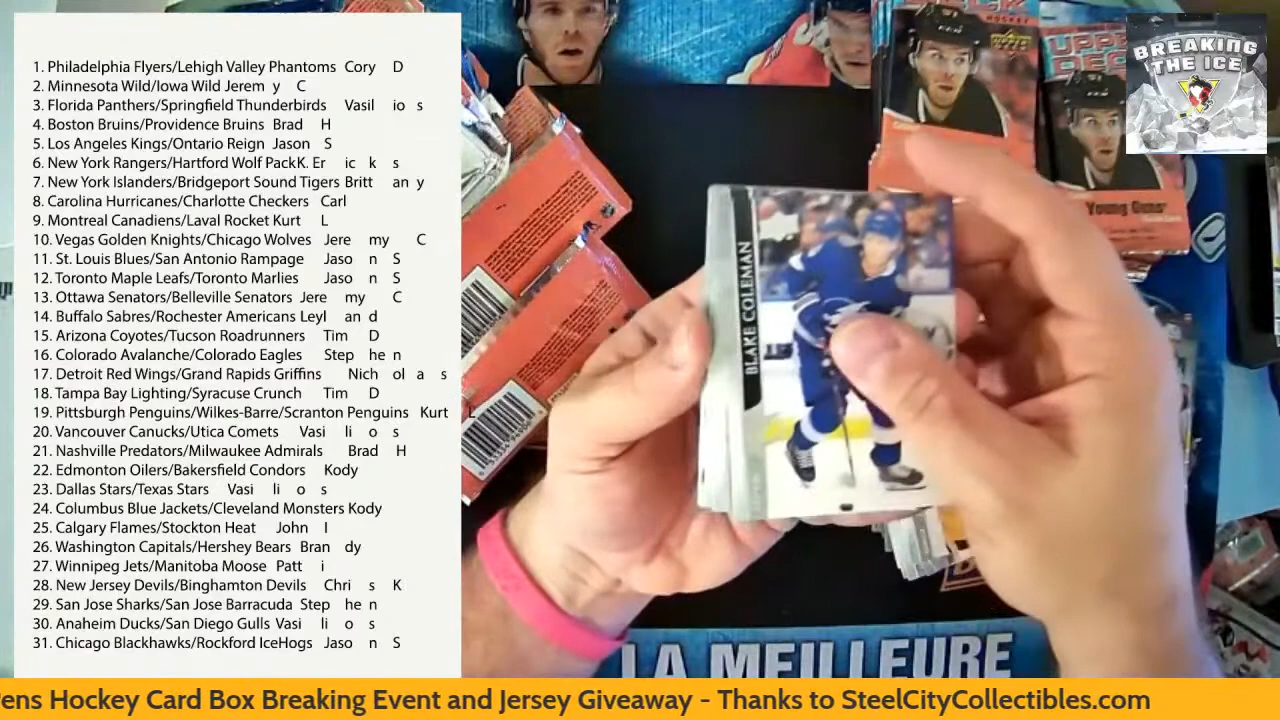 1. Philadelphia Flyers/Lehigh Valley Phantoms Cory D
2. Minnesota Wild/Iowa Wild Jerem y C
3. Florida Panthers/Springfield Thunderbirds Vasil io s
4. Boston Bruins/Providence Bruins Brad H
5. Los Angeles Kings/Ontario Reign Jason S
6. New York Rangers/Hartford Wolf PackK. Er ic k s
7. New York Islanders/Bridgeport Sound Tigers Britt an y
8. Carolina Hurricanes/Charlotte Checkers Carl
9. Montreal Canadiens/Laval Rocket Kurt L
10. Vegas Golden Knights/Chicago Wolves Jere my C
11. St. Louis Blues/San Antonio Rampage Jaso n S
12. Toronto Maple Leafs/Toronto Marlies Jaso n S
13. Ottawa Senators/Belleville Senators Jere my C
14. Buffalo Sabres/Rochester Americans Leyl an d
15. Arizona Coyotes/Tucson Roadrunners Tim D
16. Colorado Avalanche/Colorado Eagles Step he n
17. Detroit Red Wings/Grand Rapids Griffins Nich ol a s
18. Tampa Bay Lighting/Syracuse Crunch Tim D
19. Pittsburgh Penguins/Wilkes-Barre/Scranton Penguins Kurt L
20. Vancouver Canucks/Utica Comets Vasi li o s
21. Nashville Predators/Milwaukee Admirals Brad H
22. Edmonton Oilers/Bakersfield Condors Kody
23. Dallas Stars/Texas Stars Vasi li o s
24. Columbus Blue Jackets/Cleveland Monsters Kody
25. Calgary Flames/Stockton Heat John I
26. Washington Capitals/Hershey Bears Bran dy
27. Winnipeg Jets/Manitoba Moose Patt i
28. New Jersey Devils/Binghamton Devils Chri s K
29. San Jose Sharks/San Jose Barracuda Step he n
30. Anaheim Ducks/San Diego Gulls Vasi li o s
31. Chicago Blackhawks/Rockford IceHogs Jaso n S
BLAKE COLEMAN
HOCKEY
UPPER
DECK
Young Guns
BREAKING
THE ICE
LA MEILLEURE
Pens Hockey Card Box Breaking Event and Jersey Giveaway - Thanks to SteelCityCollectibles.com